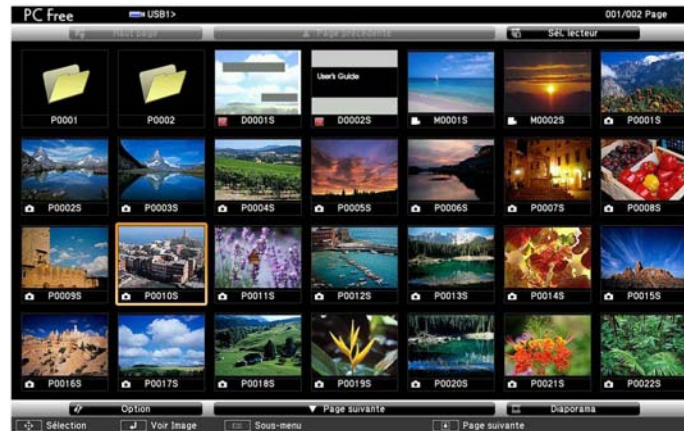 PC Free USB1> 001/002 Page
Haut page ▲ Page précédente Sél. lecteur
P0001 P0002 D0001S User's Guide D0002S M0001S M0002S P0001S
P0002S P0003S P0004S P0005S P0006S P0007S P0008S
P0009S P0010S P0011S P0012S P0013S P0014S P0015S
P0016S P0017S P0018S P0019S P0020S P0021S P0022S
Option ▼ Page suivante Diaporama
Sélection Voir Image Sous-menu Page suivante